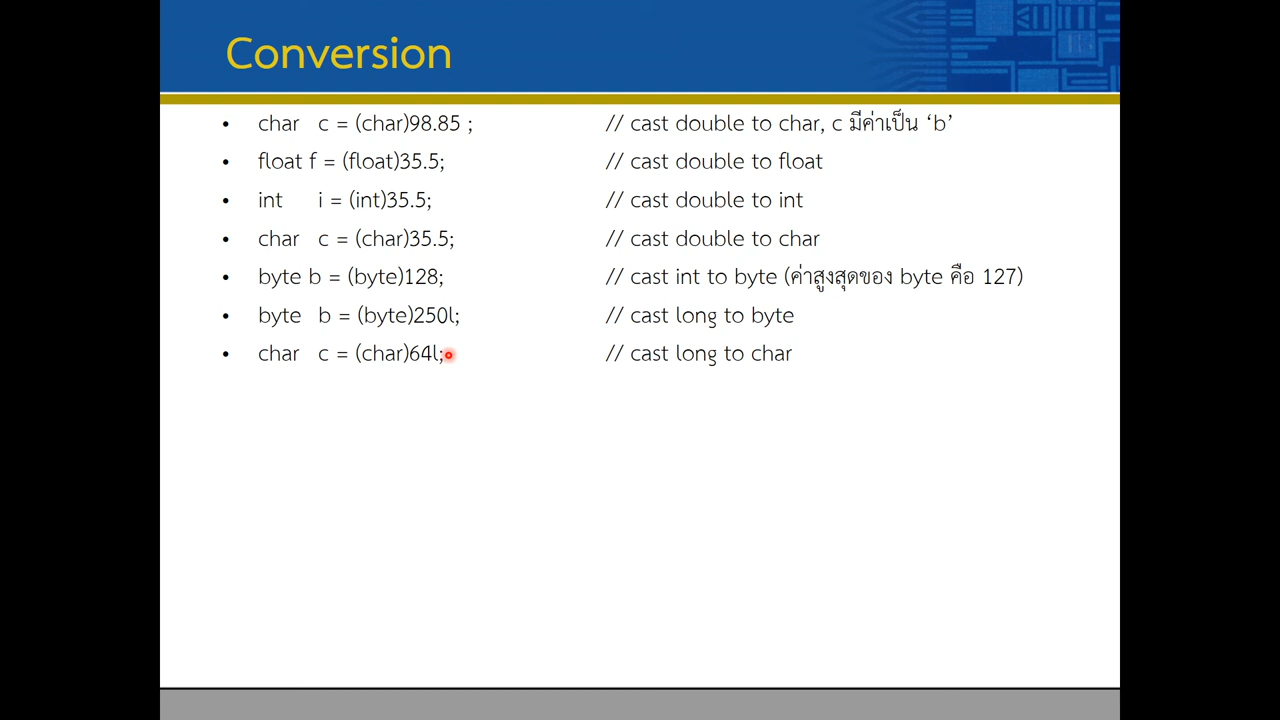 Conversion
• char c = (char)98.85 ; // cast double to char, c มีค่าเป็น ‘b’
• float f = (float)35.5; // cast double to float
• int i = (int)35.5; // cast double to int
• char c = (char)35.5; // cast double to char
• byte b = (byte)128; // cast int to byte (ค่าสูงสุดของ byte คือ 127)
• byte b = (byte)250l; // cast long to byte
• char c = (char)64l; // cast long to char